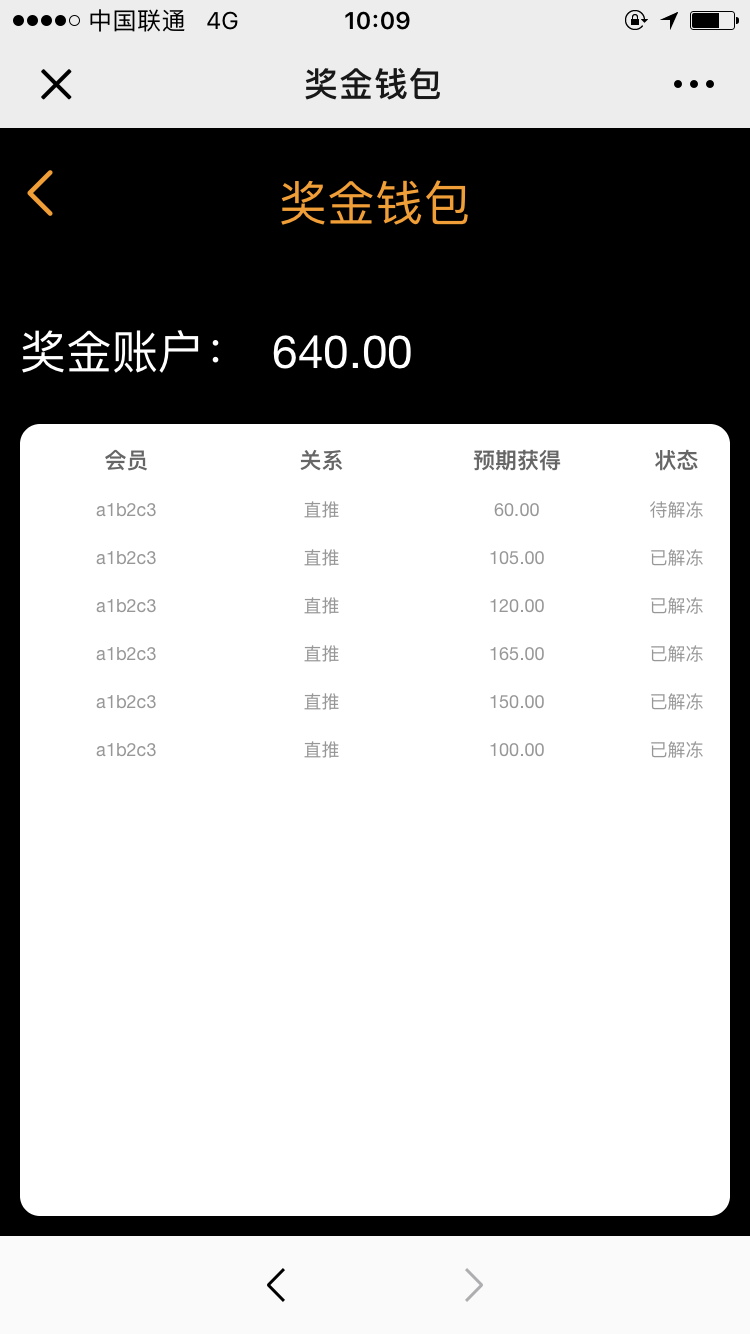 中国联通 4G 10:09
奖金钱包
奖金钱包
奖金账户： 640.00
会员 关系 预期获得 状态
a1b2c3 直推 60.00 待解冻
a1b2c3 直推 105.00 已解冻
a1b2c3 直推 120.00 已解冻
a1b2c3 直推 165.00 已解冻
a1b2c3 直推 150.00 已解冻
a1b2c3 直推 100.00 已解冻